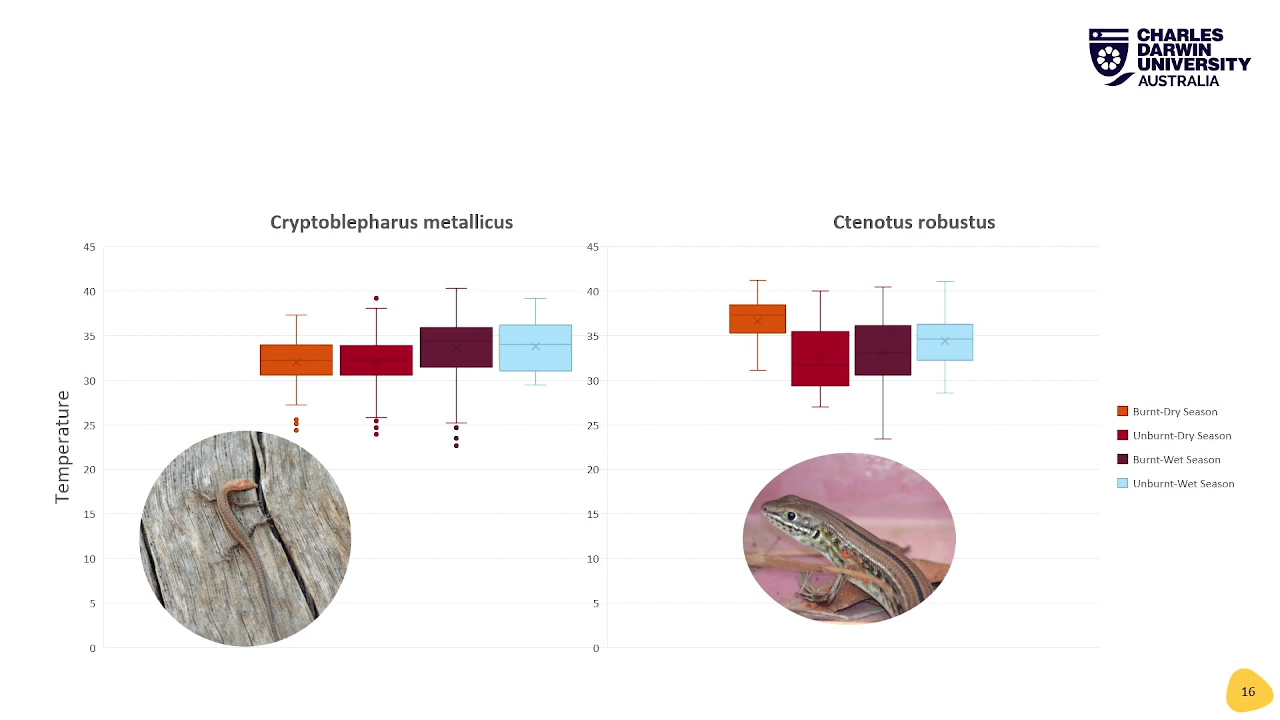 CHARLES
DARWIN
UNIVERSITY
AUSTRALIA
Cryptoblepharus metallicus
Ctenotus robustus
Temperature
45
40
35
30
25
20
15
10
5
0
45
40
35
30
25
20
15
10
5
0
Burnt-Dry Season
Unburnt-Dry Season
Burnt-Wet Season
Unburnt-Wet Season
16